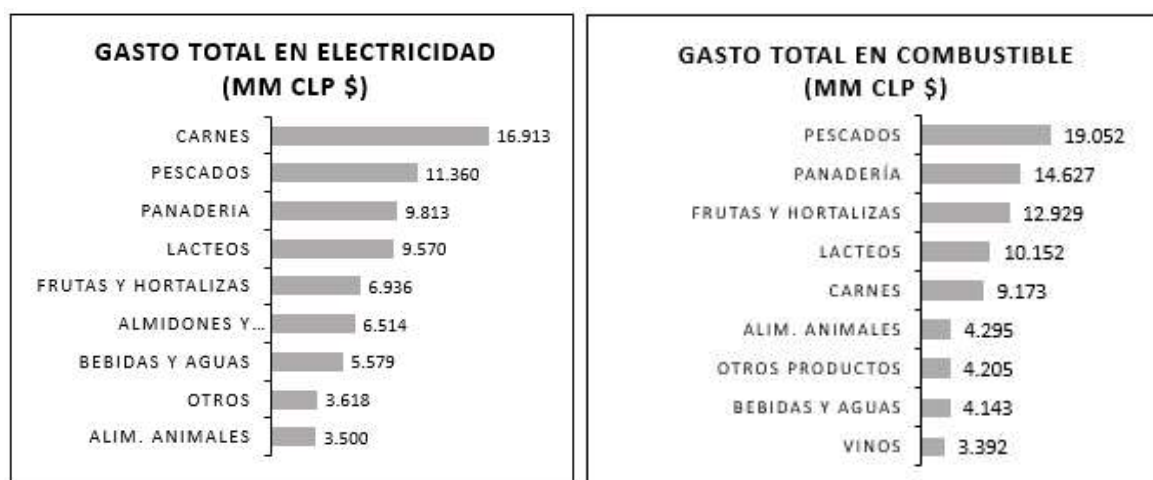 GASTO TOTAL EN ELECTRICIDAD
(MM CLP $)
CARNES 16.913
PESCADOS 11.360
PANADERIA 9.813
LACTEOS 9.570
FRUTAS Y HORTALIZAS 6.936
ALMIDONES Y... 6.514
BEBIDAS Y AGUAS 5.579
OTROS 3.618
ALIM. ANIMALES 3.500
GASTO TOTAL EN COMBUSTIBLE
(MM CLP $)
PESCADOS 19.052
PANADERÍA 14.627
FRUTAS Y HORTALIZAS 12.929
LACTEOS 10.152
CARNES 9.173
ALIM. ANIMALES 4.295
OTROS PRODUCTOS 4.205
BEBIDAS Y AGUAS 4.143
VINOS 3.392